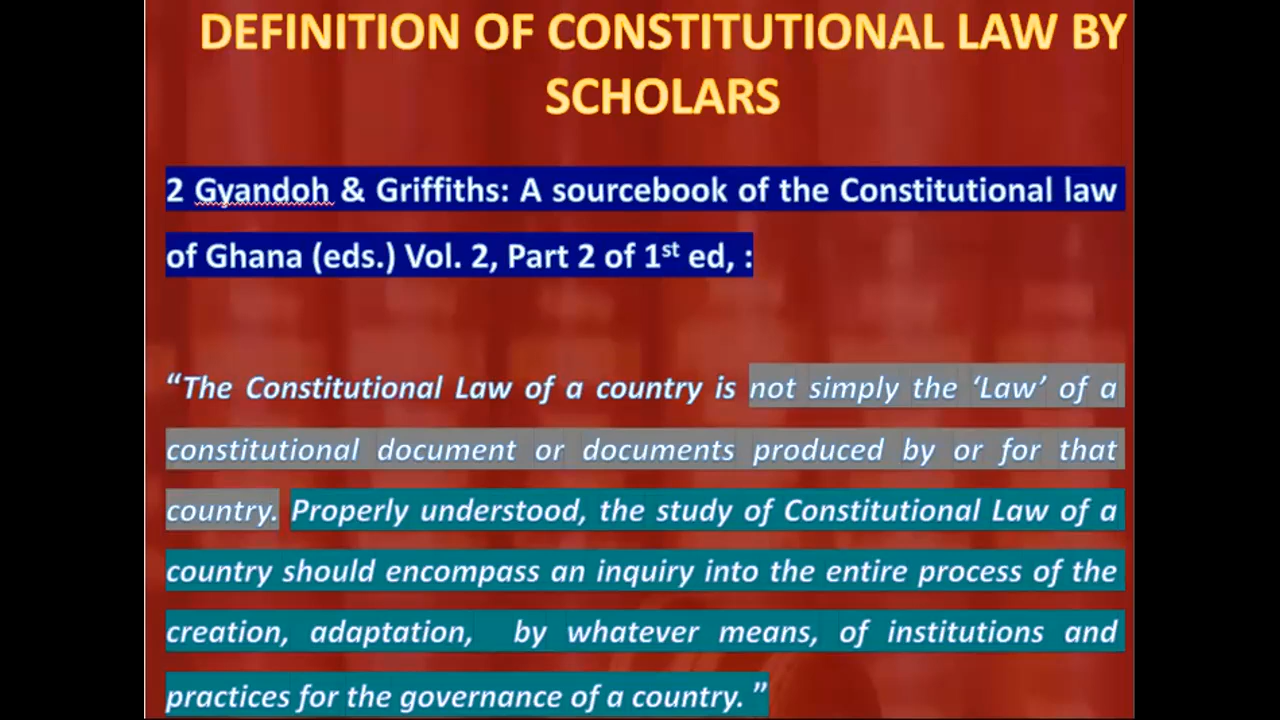 DEFINITION OF CONSTITUTIONAL LAW BY
SCHOLARS
2 Gyandoh & Griffiths: A sourcebook of the Constitutional law
of Ghana (eds.) Vol. 2, Part 2 of 1st ed, :
“The Constitutional Law of a country is not simply the ‘Law’ of a
constitutional document or documents produced by or for that
country. Properly understood, the study of Constitutional Law of a
country should encompass an inquiry into the entire process of the
creation, adaptation, by whatever means, of institutions and
practices for the governance of a country. ”